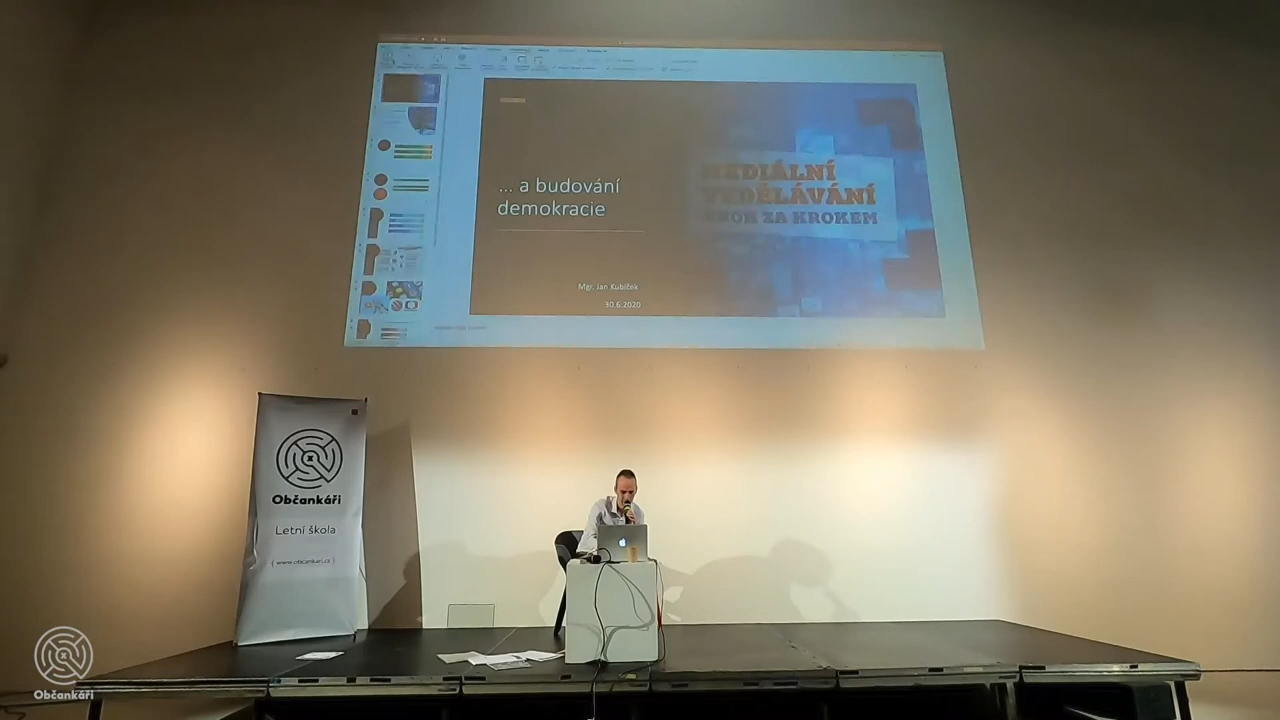 ... a budování
demokracie
Mgr. Jan Kubíček
30.6.2020
MEDIÁLNÍ
VZDĚLÁVÁNÍ
KROK ZA KROKEM
Občankáři
Letní škola
( www.obcankari.cz )
Občankáři